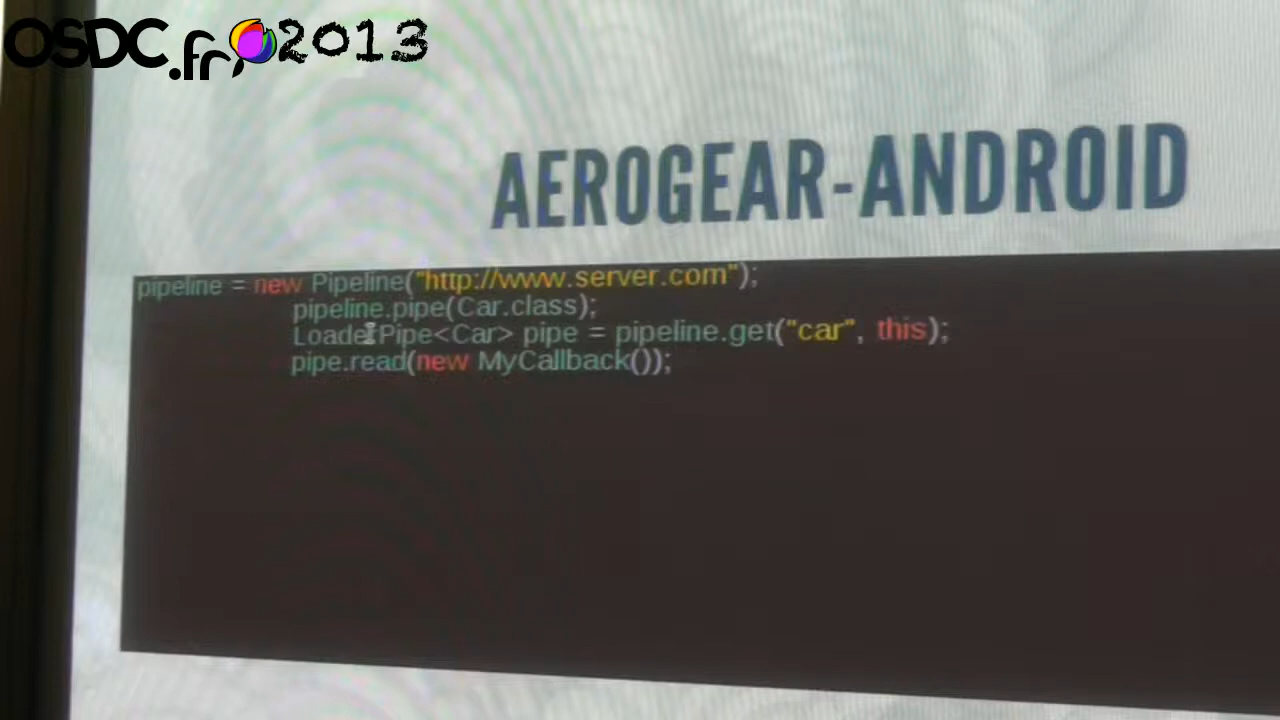 OSDC.fr 2013
AEROGEAR-ANDROID
pipeline = new Pipeline("http://www.server.com");
pipeline.pipe(Car.class);
LoaderPipe<Car> pipe = pipeline.get("car", this);
pipe.read(new MyCallback());